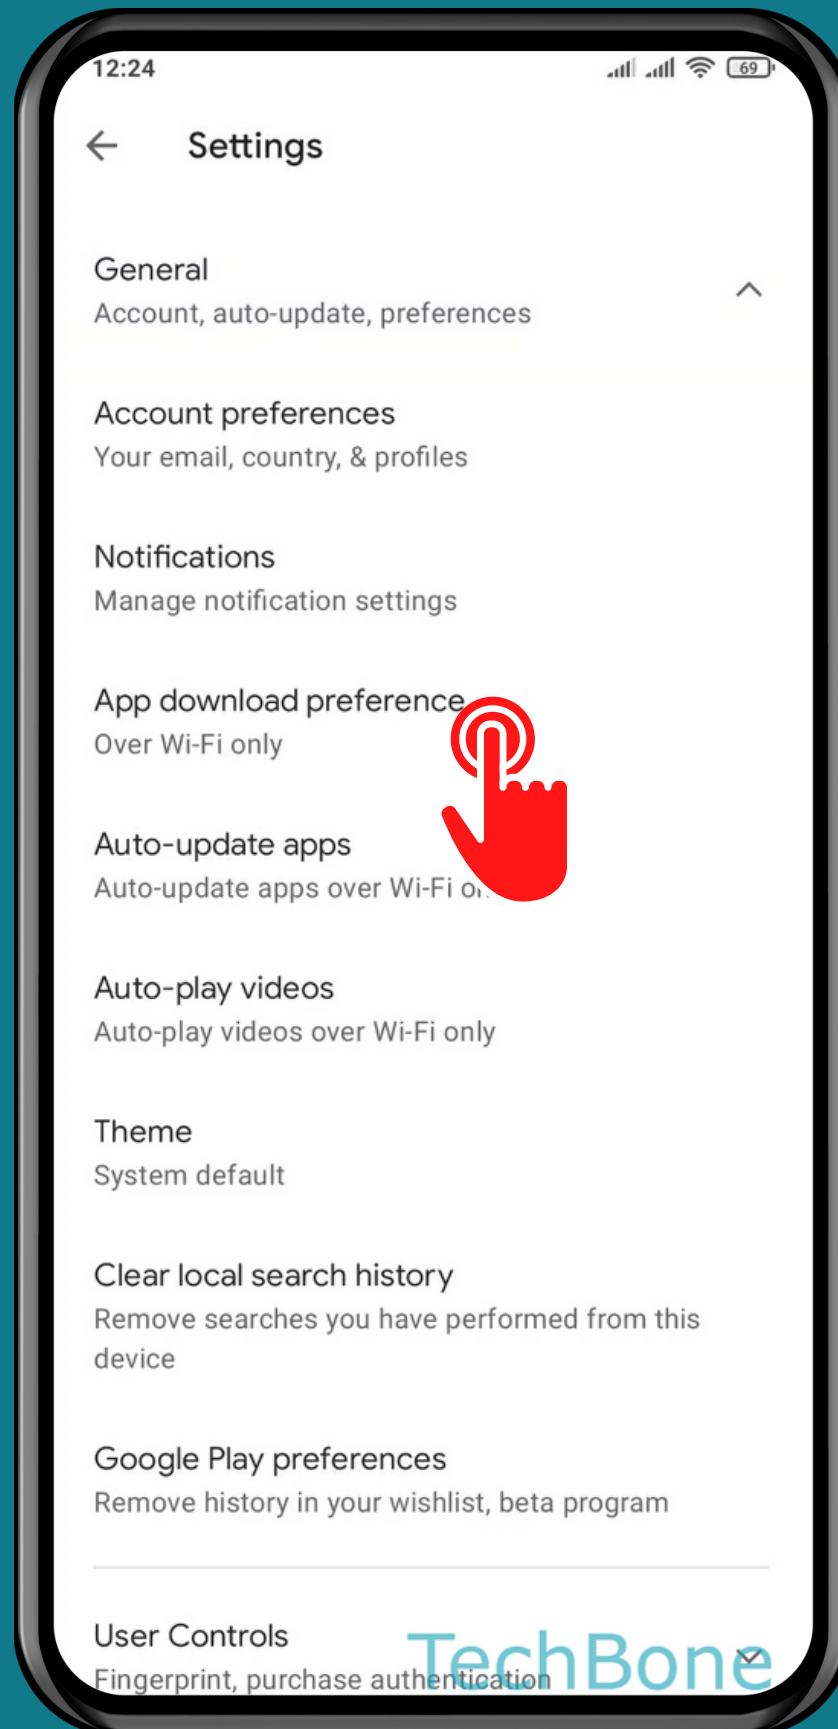 12:24
69
Settings
General
Account, auto-update, preferences
Account preferences
Your email, country, & profiles
Notifications
Manage notification settings
App download preference
Over Wi-Fi only
Auto-update apps
Auto-update apps over Wi-Fi
Auto-play videos
Auto-play videos over Wi-Fi only
Theme
System default
Clear local search history
Remove searches you have performed from this
device
Google Play preferences
Remove history in your wishlist, beta program
User Controls
Fingerprint, purchase authentication
TechBone